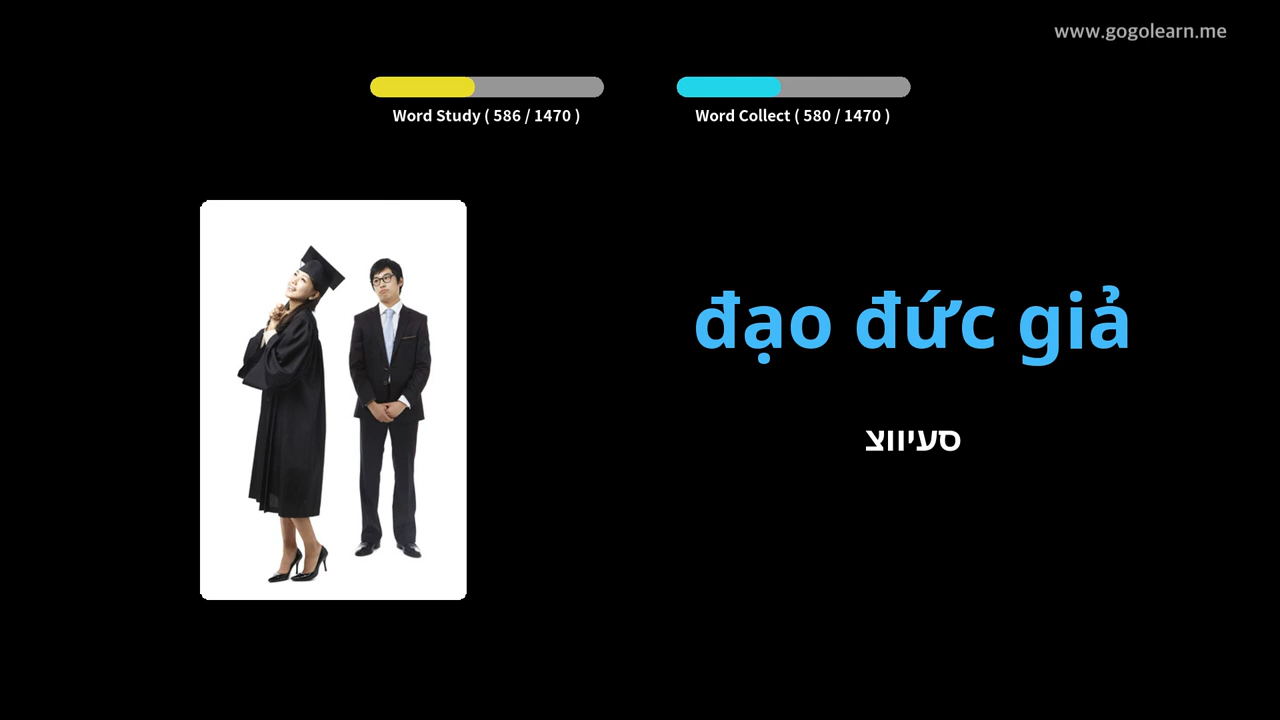 www.gogolearn.me
Word Study ( 586 / 1470 )
Word Collect ( 580 / 1470 )
đạo đức giả
סעיווצ